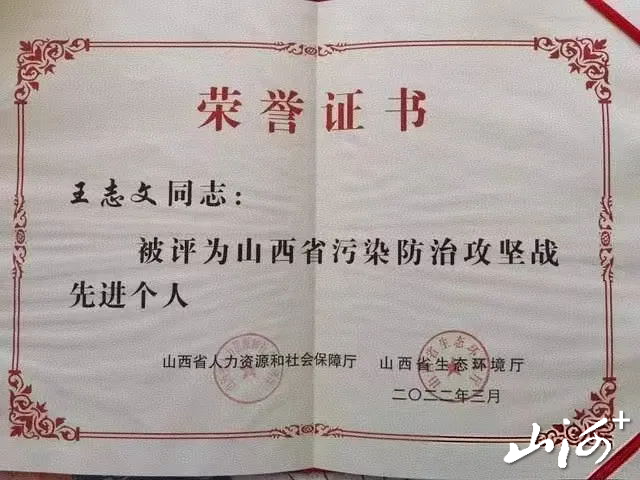 荣誉证书
王志文同志：
被评为山西省污染防治攻坚战
先进个人
山西省人力资源和社会保障厅 山西省生态环境厅
二〇二二年三月
山河+